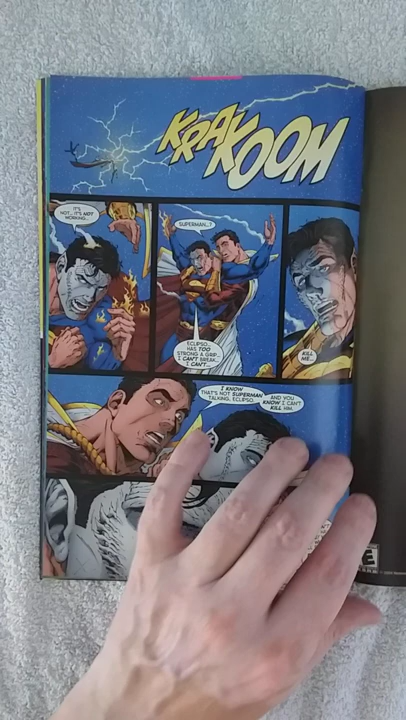 KRAKOOM
IT'S
NOT... IT'S NOT
WORKING...
SUPERMAN...?
ECLIPSO...
HAS TOO
STRONG A GRIP...
I CAN'T BREAK...
I CAN'T...
KILL
ME...
I KNOW
THAT'S NOT SUPERMAN
TALKING, ECLIPSO.
AND YOU
KNOW I CAN'T
KILL HIM.
E